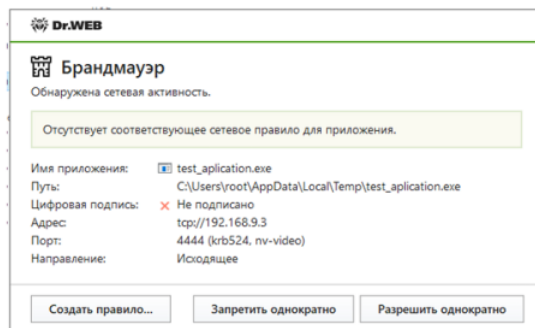 Dr.WEB
Брандмауэр
Обнаружена сетевая активность.
Отсутствует соответствующее сетевое правило для приложения.
Имя приложения: test_aplication.exe
Путь: C:\Users\root\AppData\Local\Temp\test_aplication.exe
Цифровая подпись: Не подписано
Адрес: tcp://192.168.9.3
Порт: 4444 (krb524, nv-video)
Направление: Исходящее
Создать правило... Запретить однократно Разрешить однократно